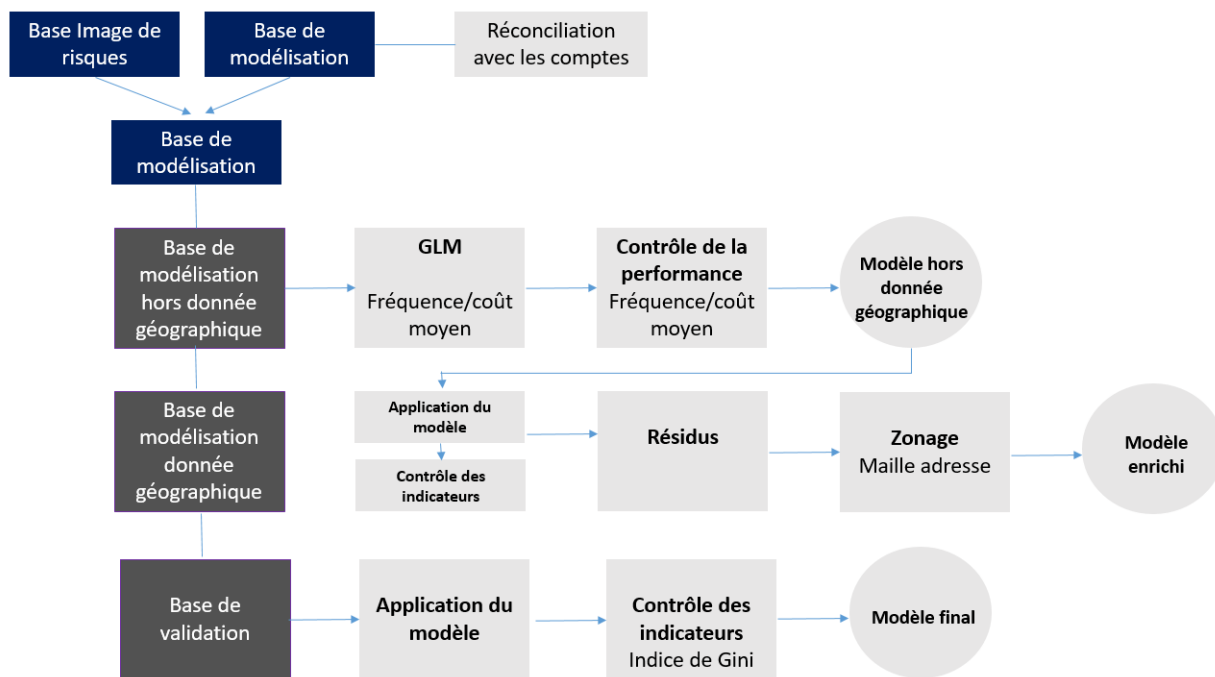 Base Image de
risques
Base de
modélisation
Réconciliation
avec les comptes
Base de
modélisation
Base de
modélisation
hors donnée
géographique
GLM
Fréquence/coût
moyen
Contrôle de la
performance
Fréquence/coût
moyen
Modèle hors
donnée
géographique
Base de
modélisation
donnée
géographique
Application du
modèle
Contrôle des
indicateurs
Résidus
Zonage
Maille adresse
Modèle
enrichi
Base de
validation
Application du
modèle
Contrôle des
indicateurs
Indice de Gini
Modèle final